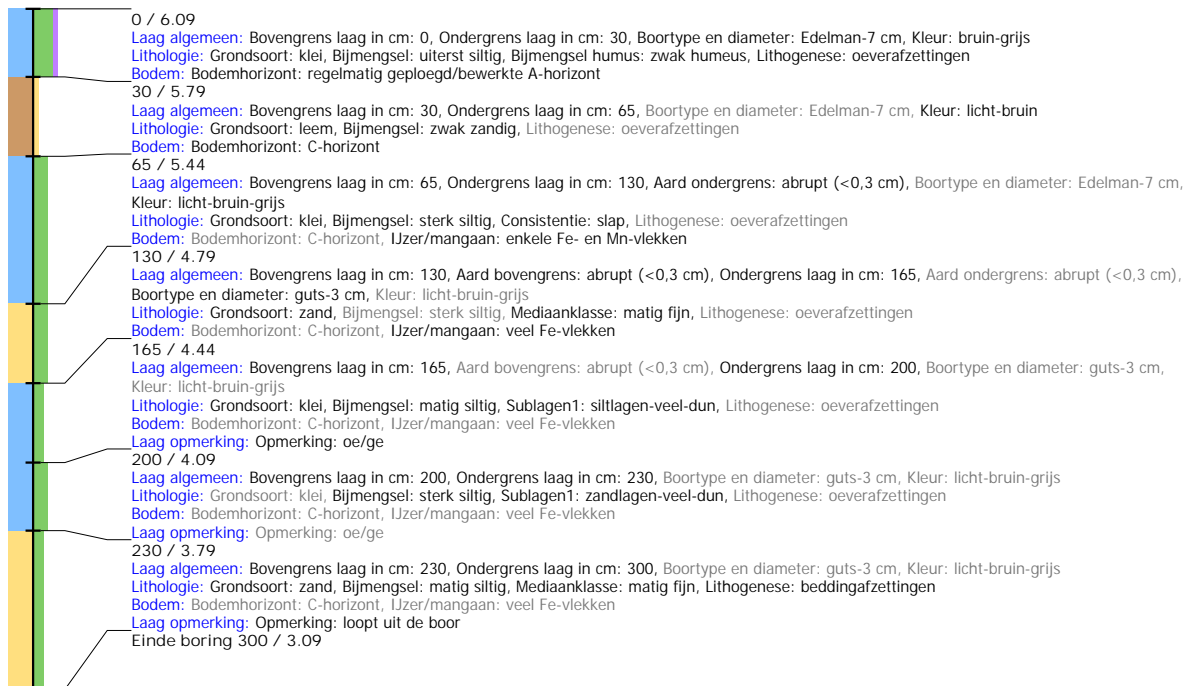 0 / 6.09
Laag algemeen: Bovengrens laag in cm: 0, Ondergrens laag in cm: 30, Boortype en diameter: Edelman-7 cm, Kleur: bruin-grijs
Lithologie: Grondsoort: klei, Bijmengsel: uiterst siltig, Bijmengsel humus: zwak humeus, Lithogenese: oeverafzettingen
Bodem: Bodemhorizont: regelmatig geploegd/bewerkte A-horizont
30 / 5.79
Laag algemeen: Bovengrens laag in cm: 30, Ondergrens laag in cm: 65, Boortype en diameter: Edelman-7 cm, Kleur: licht-bruin
Lithologie: Grondsoort: leem, Bijmengsel: zwak zandig, Lithogenese: oeverafzettingen
Bodem: Bodemhorizont: C-horizont
65 / 5.44
Laag algemeen: Bovengrens laag in cm: 65, Ondergrens laag in cm: 130, Aard ondergrens: abrupt (<0,3 cm), Boortype en diameter: Edelman-7 cm,
Kleur: licht-bruin-grijs
Lithologie: Grondsoort: klei, Bijmengsel: sterk siltig, Consistentie: slap, Lithogenese: oeverafzettingen
Bodem: Bodemhorizont: C-horizont, IJzer/mangaan: enkele Fe- en Mn-vlekken
130 / 4.79
Laag algemeen: Bovengrens laag in cm: 130, Aard bovengrens: abrupt (<0,3 cm), Ondergrens laag in cm: 165, Aard ondergrens: abrupt (<0,3 cm),
Boortype en diameter: guts-3 cm, Kleur: licht-bruin-grijs
Lithologie: Grondsoort: zand, Bijmengsel: sterk siltig, Mediaanklasse: matig fijn, Lithogenese: oeverafzettingen
Bodem: Bodemhorizont: C-horizont, IJzer/mangaan: veel Fe-vlekken
165 / 4.44
Laag algemeen: Bovengrens laag in cm: 165, Aard bovengrens: abrupt (<0,3 cm), Ondergrens laag in cm: 200, Boortype en diameter: guts-3 cm,
Kleur: licht-bruin-grijs
Lithologie: Grondsoort: klei, Bijmengsel: matig siltig, Sublagen1: siltlagen-veel-dun, Lithogenese: oeverafzettingen
Bodem: Bodemhorizont: C-horizont, IJzer/mangaan: veel Fe-vlekken
Laag opmerking: Opmerking: oe/ge
200 / 4.09
Laag algemeen: Bovengrens laag in cm: 200, Ondergrens laag in cm: 230, Boortype en diameter: guts-3 cm, Kleur: licht-bruin-grijs
Lithologie: Grondsoort: klei, Bijmengsel: sterk siltig, Sublagen1: zandlagen-veel-dun, Lithogenese: oeverafzettingen
Bodem: Bodemhorizont: C-horizont, IJzer/mangaan: veel Fe-vlekken
Laag opmerking: Opmerking: oe/ge
230 / 3.79
Laag algemeen: Bovengrens laag in cm: 230, Ondergrens laag in cm: 300, Boortype en diameter: guts-3 cm, Kleur: licht-bruin-grijs
Lithologie: Grondsoort: zand, Bijmengsel: matig siltig, Mediaanklasse: matig fijn, Lithogenese: beddingafzettingen
Bodem: Bodemhorizont: C-horizont, IJzer/mangaan: veel Fe-vlekken
Laag opmerking: Opmerking: loopt uit de boor
Einde boring 300 / 3.09